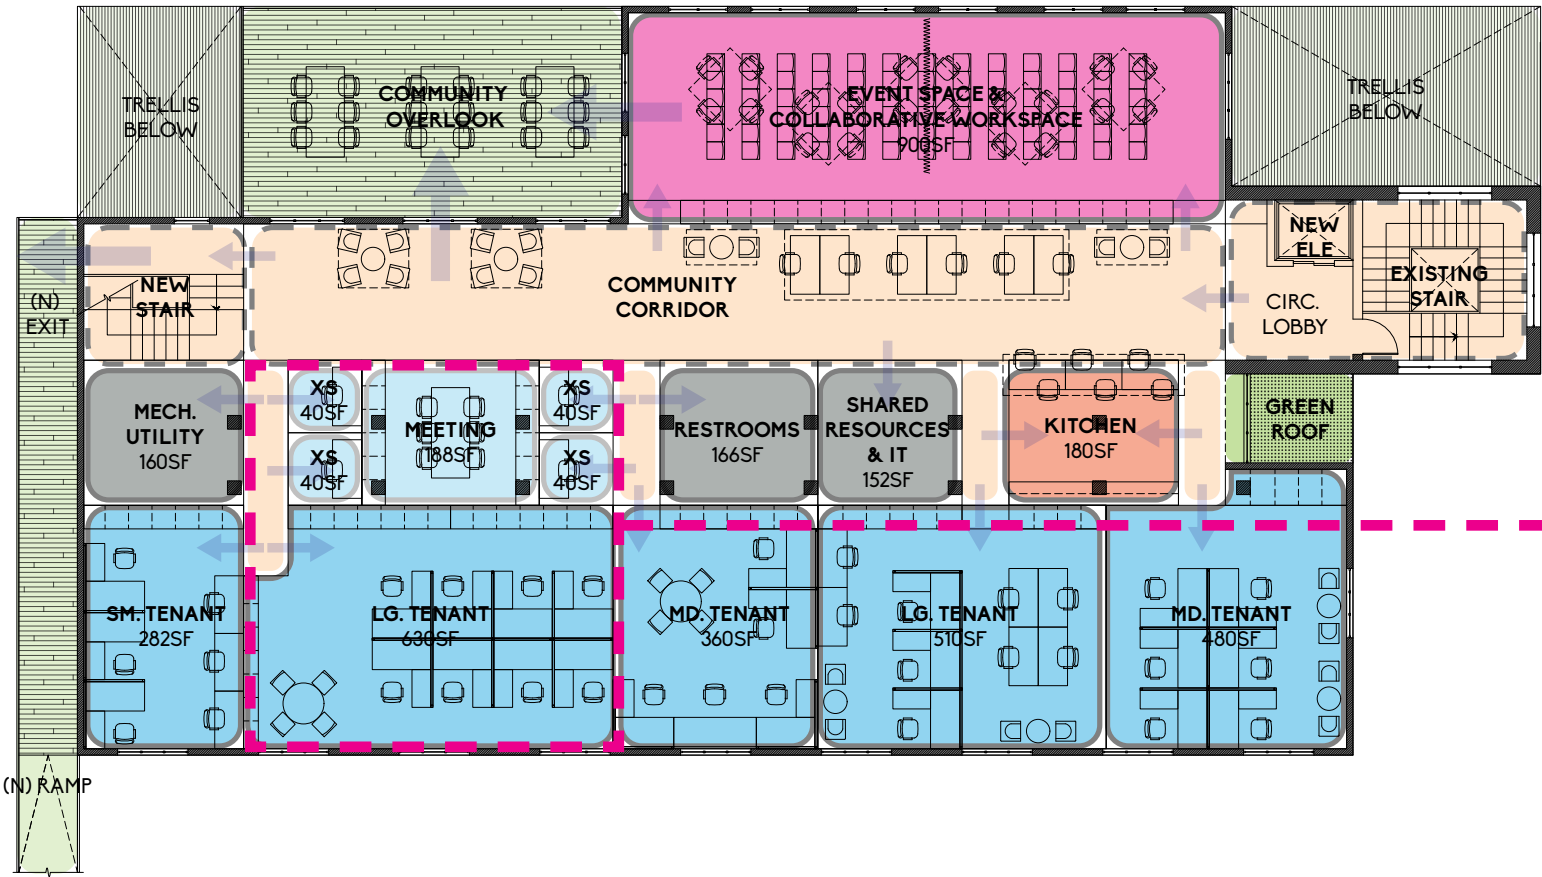 TRELLIS
BELOW
COMMUNITY
OVERLOOK
EVENT SPACE &
COLLABORATIVE WORKSPACE
900SF
TRELLIS
BELOW
(N)
EXIT
NEW
STAIR
COMMUNITY
CORRIDOR
NEW
ELE
CIRC.
LOBBY
EXISTING
STAIR
MECH.
UTILITY
160SF
XS
40SF
XS
40SF
MEETING
188SF
XS
40SF
XS
40SF
RESTROOMS
166SF
SHARED
RESOURCES
& IT
152SF
KITCHEN
180SF
GREEN
ROOF
SM. TENANT
282SF
LG. TENANT
630SF
MD. TENANT
360SF
LG. TENANT
510SF
MD. TENANT
480SF
(N) RAMP